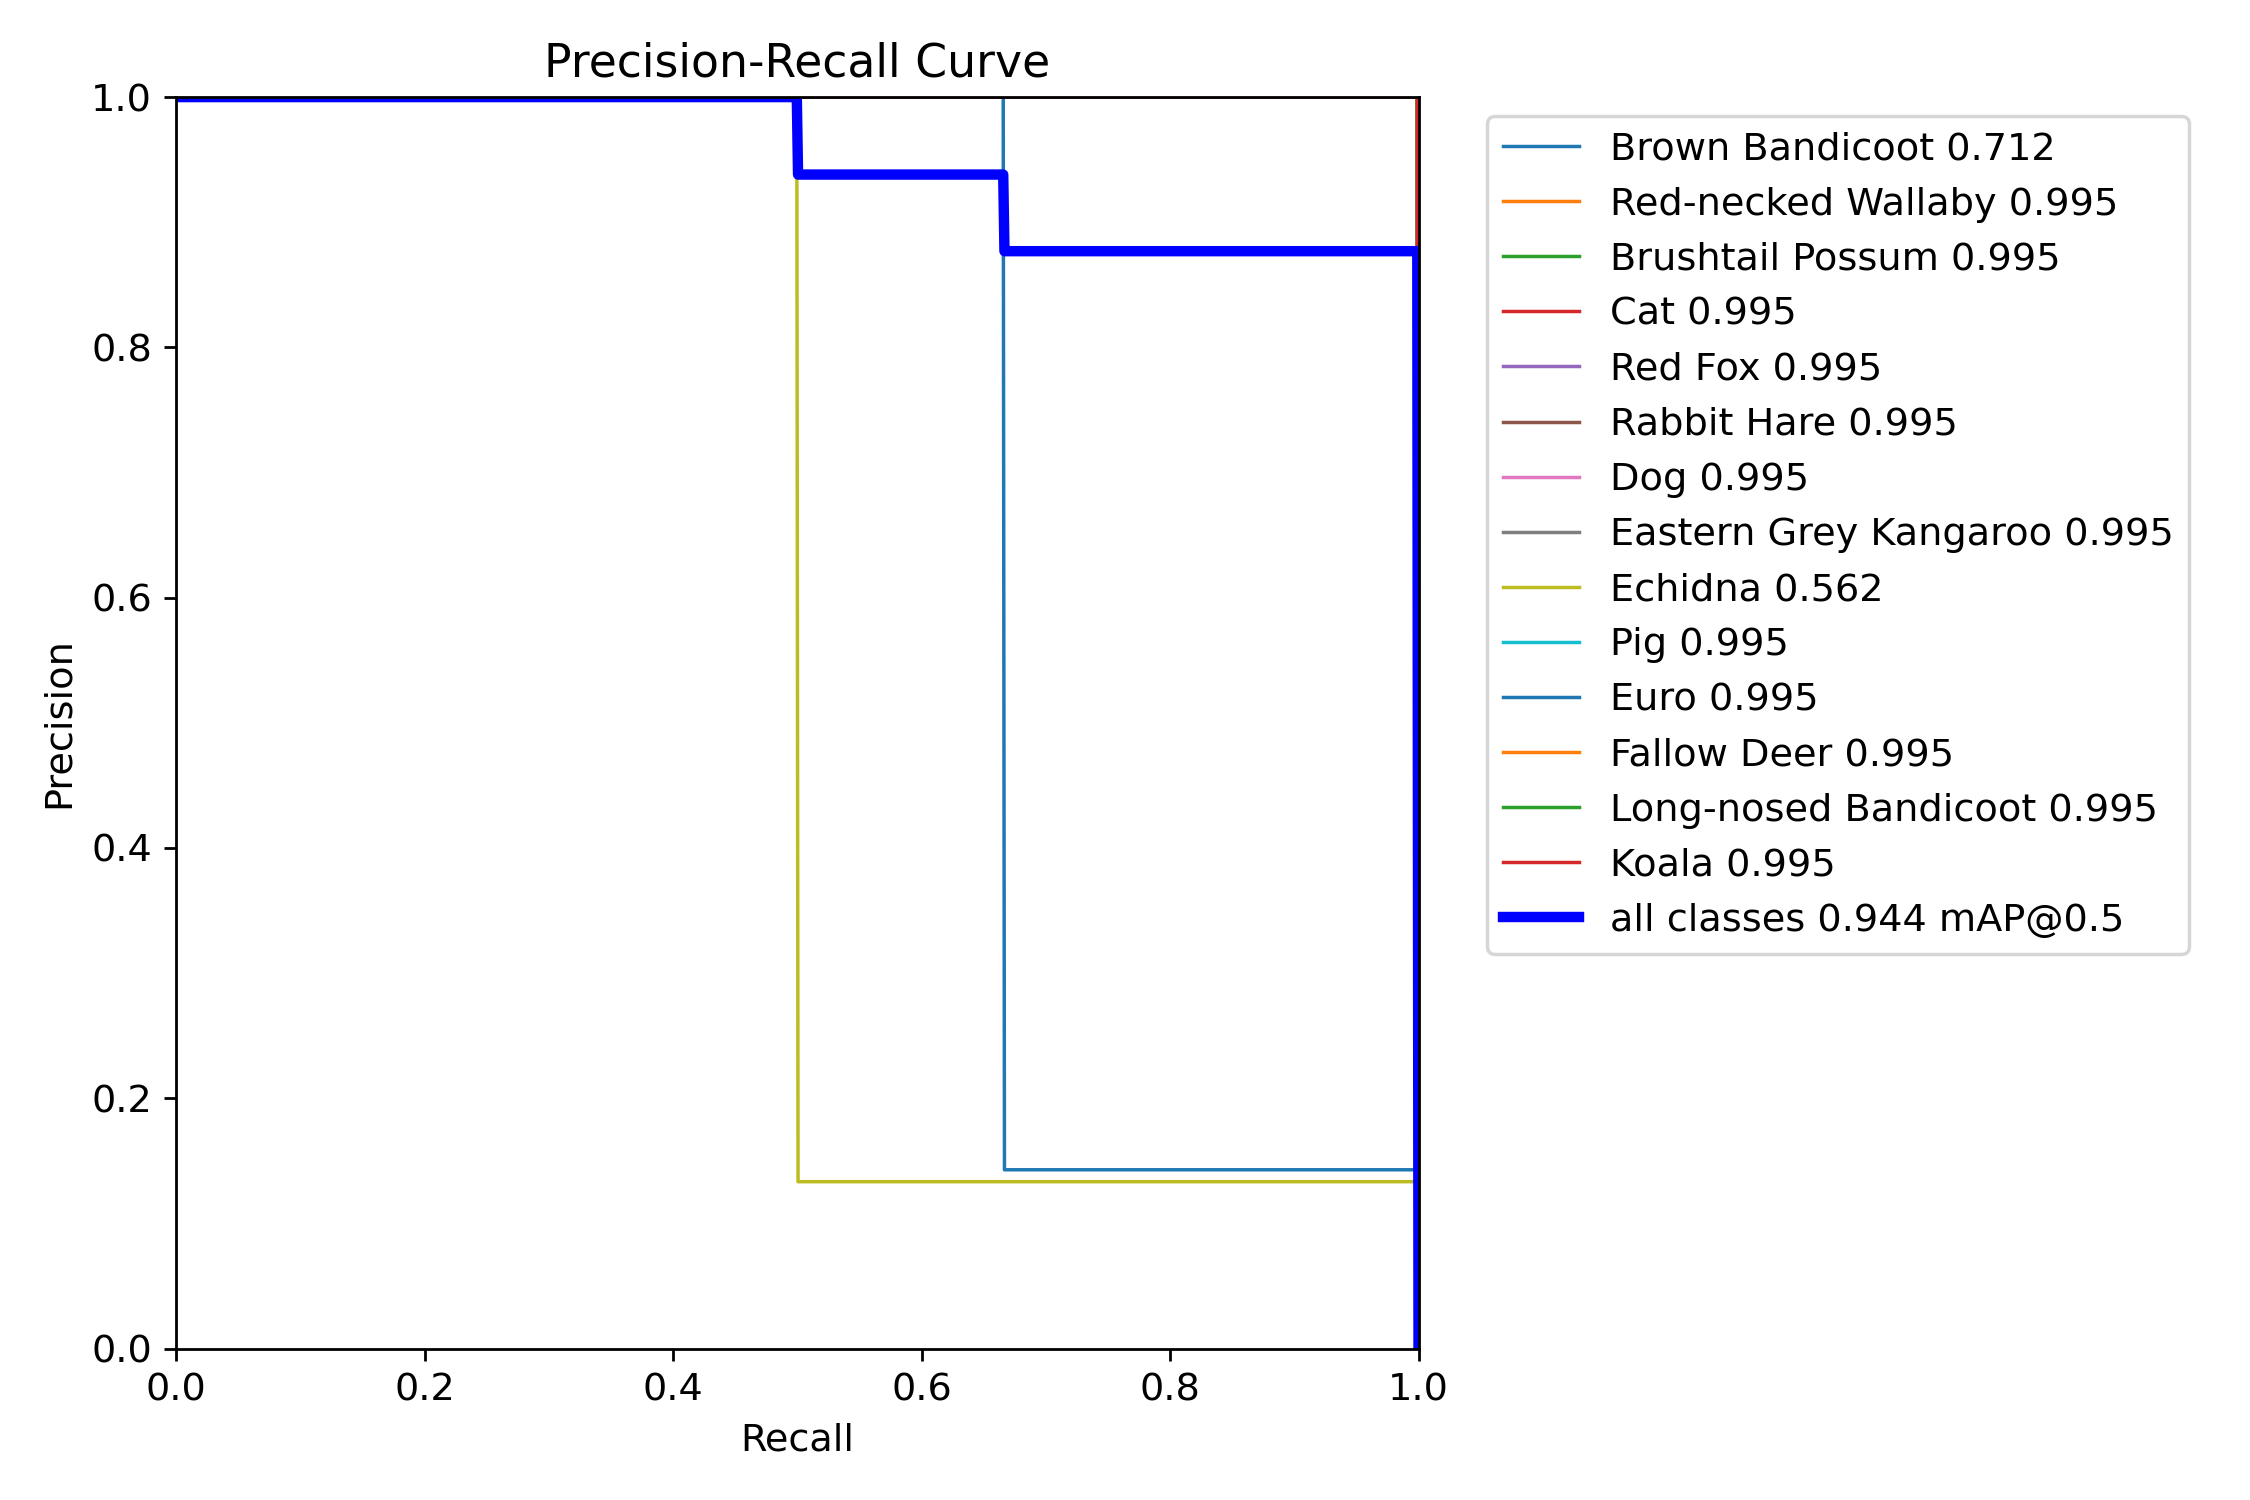 Precision-Recall Curve
1.0
0.8
0.6
0.4
0.2
0.0
Precision
0.0 0.2 0.4 0.6 0.8 1.0
Recall
Brown Bandicoot 0.712
Red-necked Wallaby 0.995
Brushtail Possum 0.995
Cat 0.995
Red Fox 0.995
Rabbit Hare 0.995
Dog 0.995
Eastern Grey Kangaroo 0.995
Echidna 0.562
Pig 0.995
Euro 0.995
Fallow Deer 0.995
Long-nosed Bandicoot 0.995
Koala 0.995
all classes 0.944 mAP@0.5